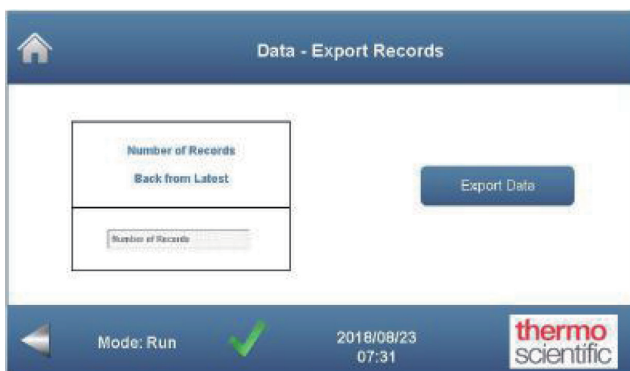 Data - Export Records
Number of Records
Back from Latest
Number of Records
Export Data
Mode: Run
2018/08/23
07:31
thermo
scientific